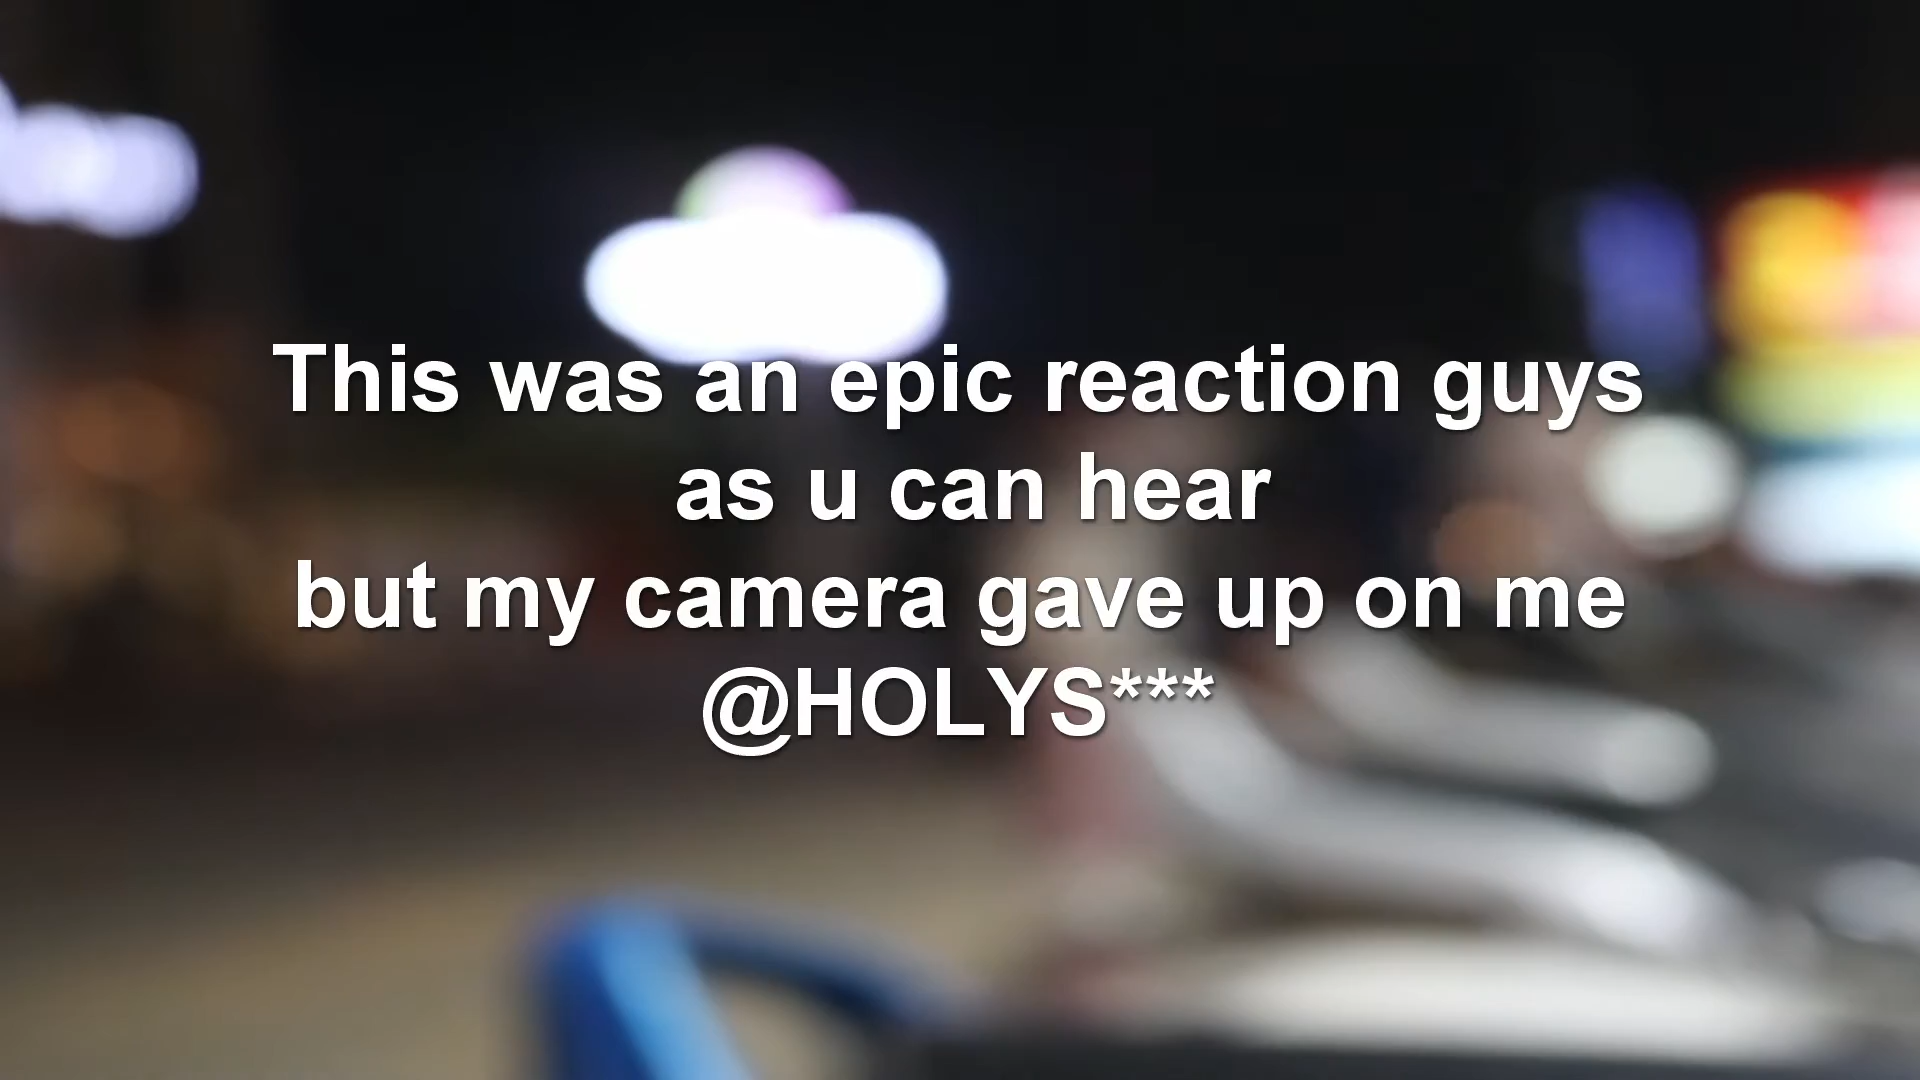 This was an epic reaction guys
as u can hear
but my camera gave up on me
@HOLYS***